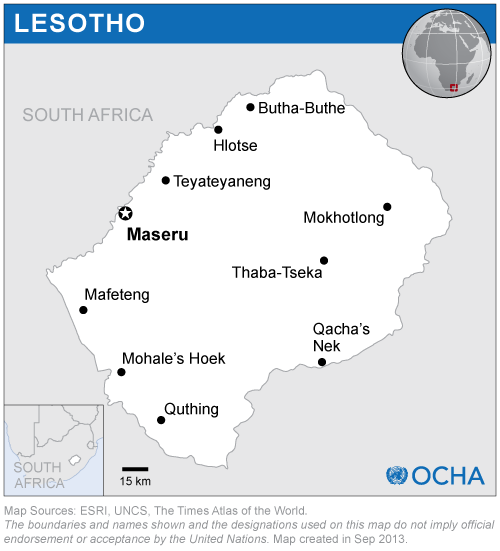 LESOTHO
SOUTH AFRICA
Butha-Buthe
Hlotse
Teyateyaneng
Mokhotlong
Maseru
Thaba-Tseka
Mafeteng
Qacha's
Nek
Mohale's Hoek
Quthing
SOUTH
AFRICA
15 km
OCHA
Map Sources: ESRI, UNCS, The Times Atlas of the World.
The boundaries and names shown and the designations used on this map do not imply official
endorsement or acceptance by the United Nations. Map created in Sep 2013.